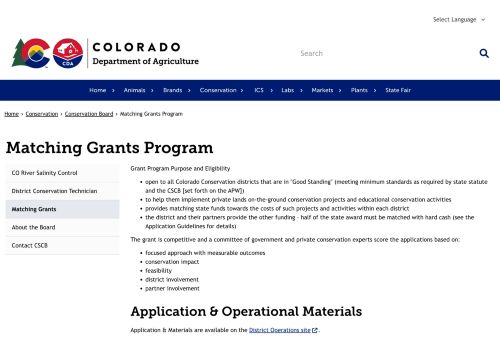 Select Language
CO
CDA
COLORADO
Department of Agriculture
Search
Home Animals Brands Conservation ICS Labs Markets Plants State Fair
Home › Conservation › Conservation Board › Matching Grants Program
Matching Grants Program
CO River Salinity Control
District Conservation Technician
Matching Grants
About the Board
Contact CSCB
Grant Program Purpose and Eligibility
• open to all Colorado Conservation districts that are in "Good Standing" (meeting minimum standards as required by state statute
and the CSCB [set forth on the APW])
• to help them implement private lands on-the-ground conservation projects and educational conservation activities
• provides matching state funds towards the costs of such projects and activities within each district
• the district and their partners provide the other funding - half of the state award must be matched with hard cash (see the
Application Guidelines for details)
The grant is competitive and a committee of government and private conservation experts score the applications based on:
• focused approach with measurable outcomes
• conservation impact
• feasibility
• district involvement
• partner involvement
Application & Operational Materials
Application & Materials are available on the District Operations site.